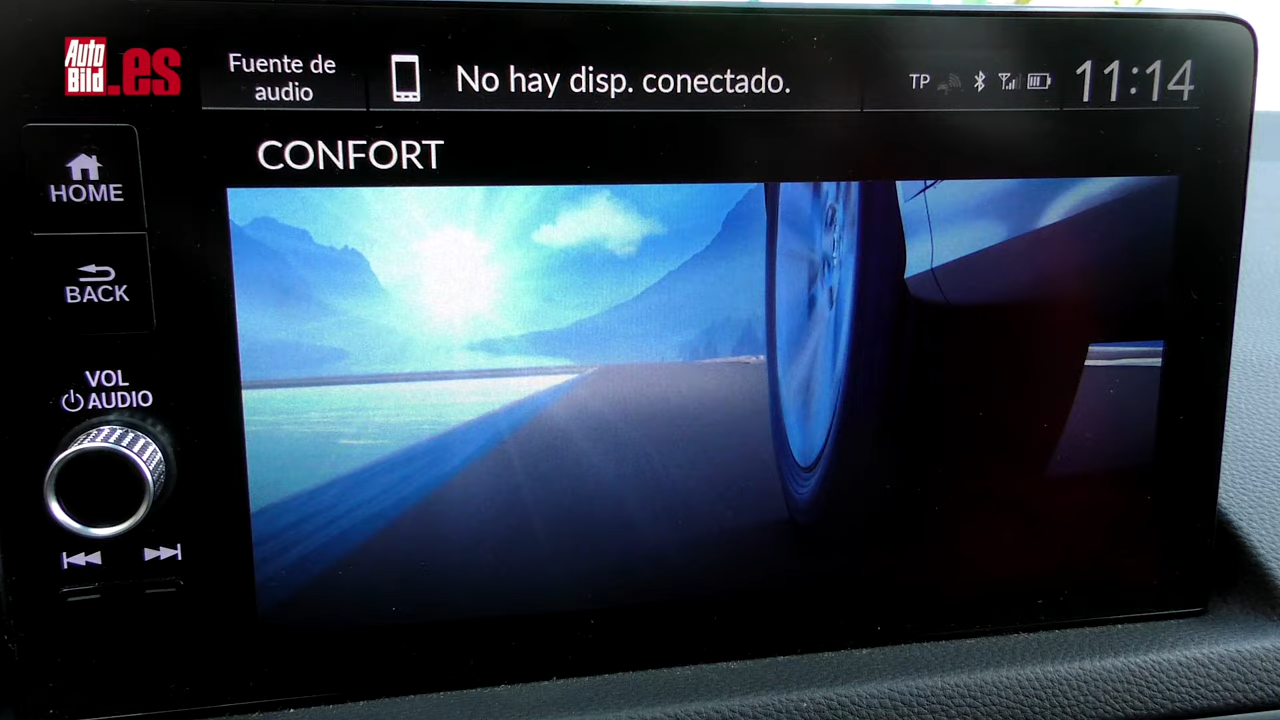 Auto
Bild
.es
Fuente de
audio
No hay disp. conectado.
TP
11:14
CONFORT
HOME
BACK
VOL
AUDIO